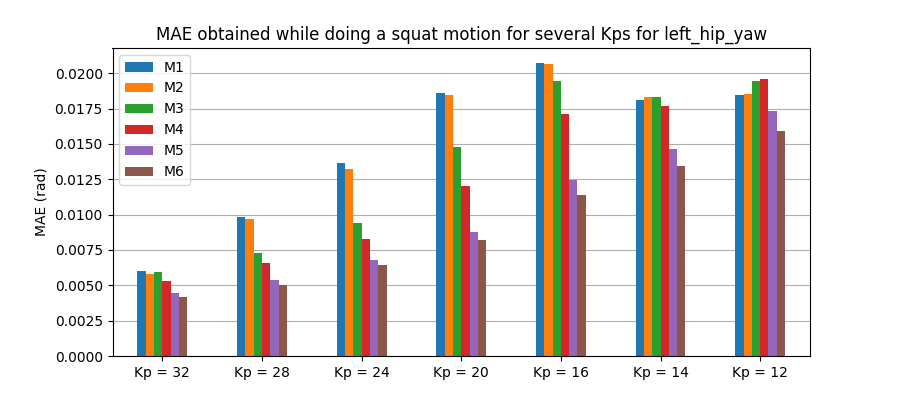 MAE obtained while doing a squat motion for several Kps for left_hip_yaw
MAE (rad)
0.0200
0.0175
0.0150
0.0125
0.0100
0.0075
0.0050
0.0025
0.0000
M1
M2
M3
M4
M5
M6
Kp = 32 Kp = 28 Kp = 24 Kp = 20 Kp = 16 Kp = 14 Kp = 12